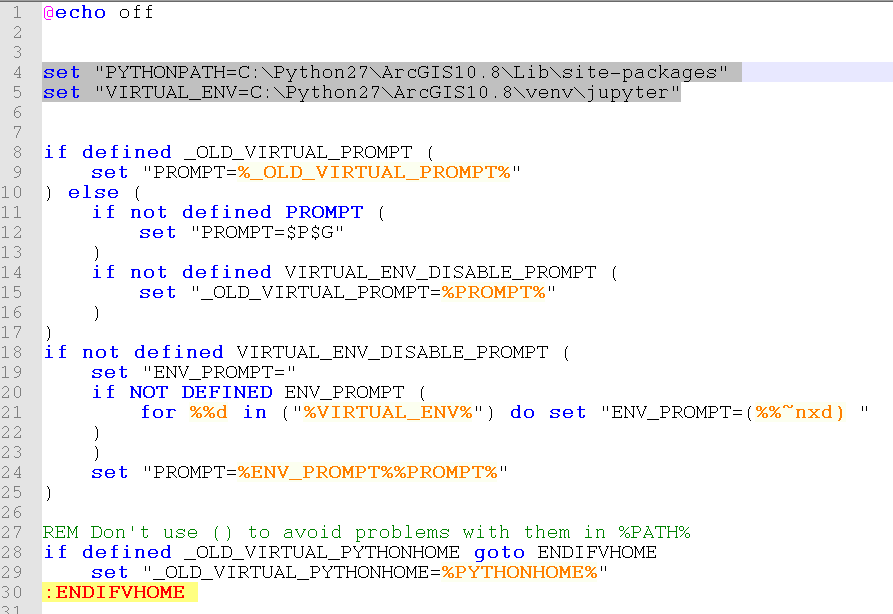 1 @echo off
2
3
4 set "PYTHONPATH=C:\Python27\ArcGIS10.8\Lib\site-packages"
5 set "VIRTUAL_ENV=C:\Python27\ArcGIS10.8\venv\jupyter"
6
7
8 if defined _OLD_VIRTUAL_PROMPT (
9     set "PROMPT=%_OLD_VIRTUAL_PROMPT%"
10 ) else (
11     if not defined PROMPT (
12         set "PROMPT=$P$G"
13     )
14     if not defined VIRTUAL_ENV_DISABLE_PROMPT (
15         set "_OLD_VIRTUAL_PROMPT=%PROMPT%"
16     )
17 )
18 if not defined VIRTUAL_ENV_DISABLE_PROMPT (
19     set "ENV_PROMPT="
20     if NOT DEFINED ENV_PROMPT (
21         for %%d in ("%VIRTUAL_ENV%") do set "ENV_PROMPT=(%%~nxd) "
22     )
23     )
24     set "PROMPT=%ENV_PROMPT%%PROMPT%"
25 )
26
27 REM Don't use () to avoid problems with them in %PATH%
28 if defined _OLD_VIRTUAL_PYTHONHOME goto ENDIFVHOME
29     set "_OLD_VIRTUAL_PYTHONHOME=%PYTHONHOME%"
30 :ENDIFVHOME
31